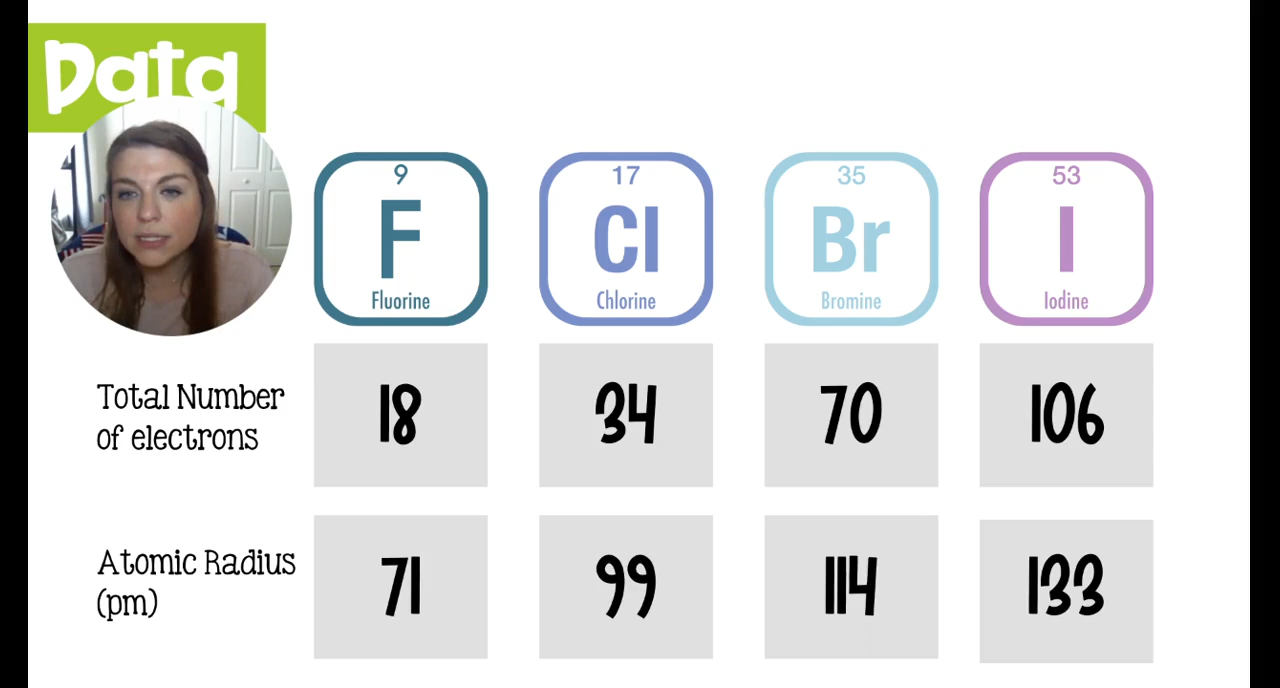 Data
9
F
Fluorine
17
Cl
Chlorine
35
Br
Bromine
53
I
Iodine
Total Number
of electrons
18
34
70
106
Atomic Radius
(pm)
71
99
114
133